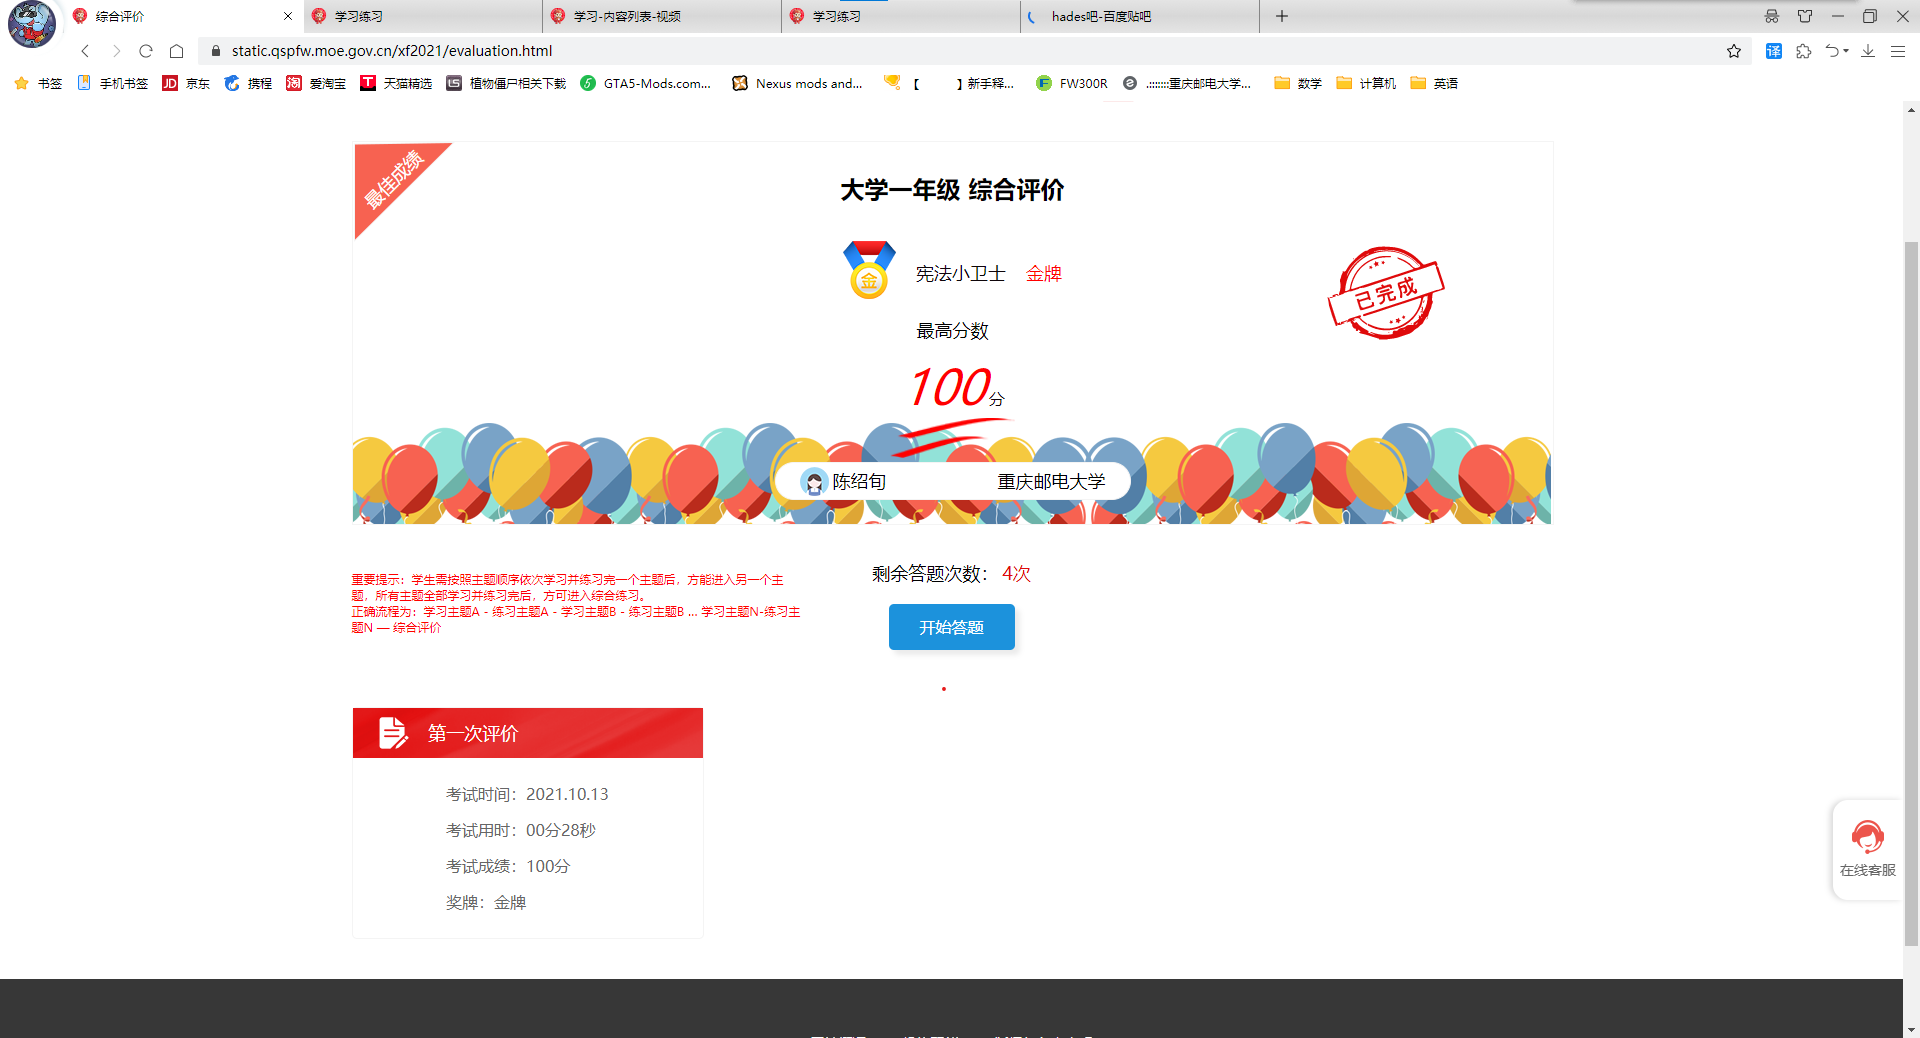 综合评价
学习练习
学习-内容列表-视频
学习练习
hades吧-百度贴吧
static.qspfw.moe.gov.cn/xf2021/evaluation.html
译
书签
手机书签
JD 京东
携程
淘 爱淘宝
T 天猫精选
LS 植物僵尸相关下载
5 GTA5-Mods.com...
Nexus mods and...
【 】新手释...
F FW300R
.:::::::重庆邮电大学...
数学
计算机
英语
最佳成绩
大学一年级 综合评价
金
宪法小卫士 金牌
已完成
最高分数
100分
陈绍旬 重庆邮电大学
剩余答题次数： 4次
重要提示：学生需按照主题顺序依次学习并练习完一个主题后，方能进入另一个主
题，所有主题全部学习并练习完后，方可进入综合练习。
正确流程为：学习主题A - 练习主题A - 学习主题B - 练习主题B ... 学习主题N-练习主
题N — 综合评价
开始答题
第一次评价
考试时间：2021.10.13
考试用时：00分28秒
考试成绩：100分
奖牌：金牌
在线客服